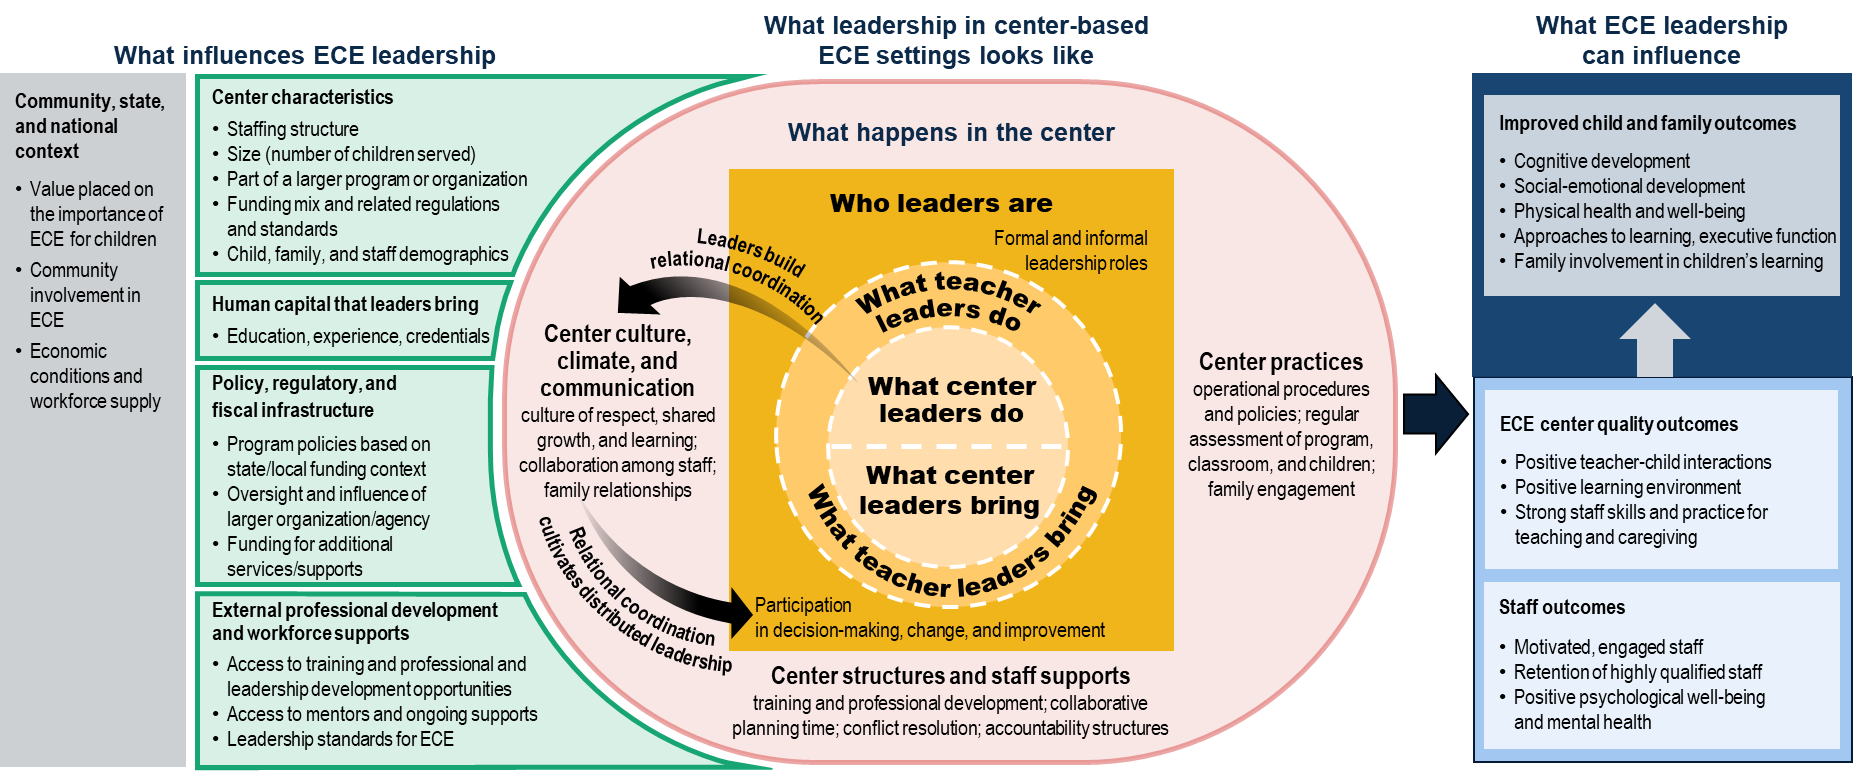 What influences ECE leadership
Community, state,
and national
context
• Value placed on
the importance of
ECE for children
• Community
involvement in
ECE
• Economic
conditions and
workforce supply
Center characteristics
• Staffing structure
• Size (number of children served)
• Part of a larger program or organization
• Funding mix and related regulations
and standards
• Child, family, and staff demographics
Human capital that leaders bring
• Education, experience, credentials
Policy, regulatory, and
fiscal infrastructure
• Program policies based on
state/local funding context
• Oversight and influence of
larger organization/agency
• Funding for additional
services/supports
External professional development
and workforce supports
• Access to training and professional and
leadership development opportunities
• Access to mentors and ongoing supports
• Leadership standards for ECE
What leadership in center-based
ECE settings looks like
What happens in the center
Who leaders are
Formal and informal
leadership roles
Leaders build
relational coordination
What teacher
leaders do
What center
leaders do
What center
leaders bring
What teacher leaders bring
Center culture,
climate, and
communication
culture of respect, shared
growth, and learning;
collaboration among staff;
family relationships
Relational coordination
cultivates distributed leadership
Participation
in decision-making, change, and improvement
Center structures and staff supports
training and professional development; collaborative
planning time; conflict resolution; accountability structures
Center practices
operational procedures
and policies; regular
assessment of program,
classroom, and children;
family engagement
What ECE leadership
can influence
Improved child and family outcomes
• Cognitive development
• Social-emotional development
• Physical health and well-being
• Approaches to learning, executive function
• Family involvement in children’s learning
ECE center quality outcomes
• Positive teacher-child interactions
• Positive learning environment
• Strong staff skills and practice for
teaching and caregiving
Staff outcomes
• Motivated, engaged staff
• Retention of highly qualified staff
• Positive psychological well-being
and mental health